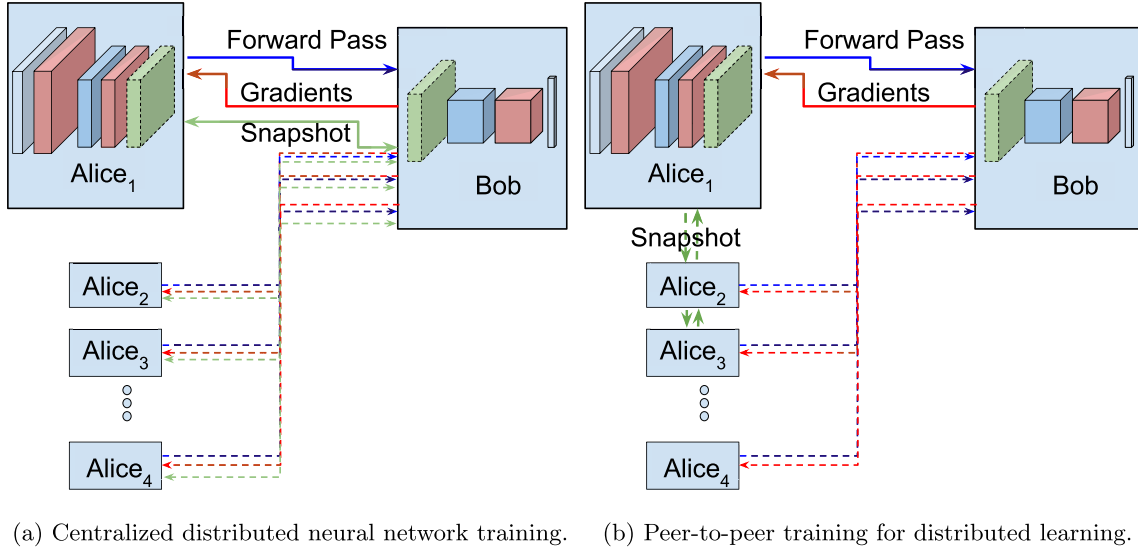 Forward Pass
Gradients
Snapshot
Alice1
Bob
Alice2
Alice3
Alice4
(a) Centralized distributed neural network training.
Forward Pass
Gradients
Alice1
Bob
Snapshot
Alice2
Alice3
Alice4
(b) Peer-to-peer training for distributed learning.